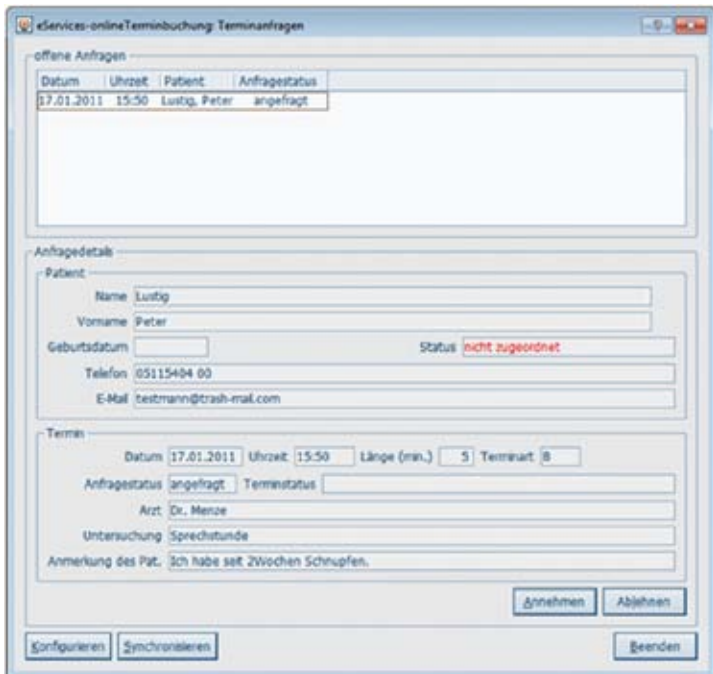 eServices-onlineTerminbuchung: Terminanfragen
offene Anfragen
Datum Uhrzeit Patient Anfragestatus
17.01.2011 15:50 Lustig, Peter angefragt
Anfragedetails
Patient
Name Lustig
Vorname Peter
Geburtsdatum Status nicht zugeordnet
Telefon 05115404 00
E-Mail testmann@trash-mail.com
Termin
Datum 17.01.2011 Uhrzeit 15:50 Länge (min.) 5 Terminart B
Anfragestatus angefragt Terminstatus
Arzt Dr. Menze
Untersuchung Sprechstunde
Anmerkung des Pat. Ich habe seit 2Wochen Schnupfen.
Annehmen Ablehnen
Konfigurieren Synchronisieren Beenden